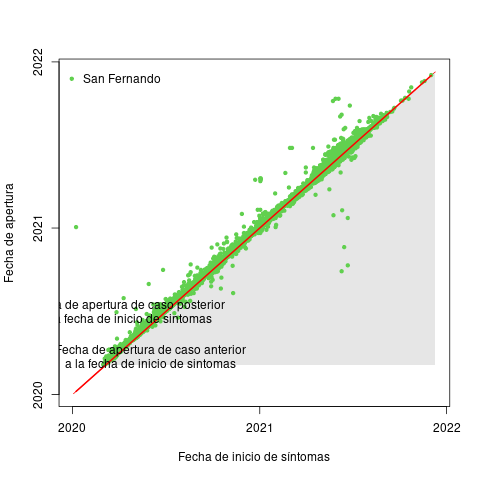 2022
San Fernando
2021
Fecha de apertura
de apertura de caso posterior
fecha de inicio de síntomas
Fecha de apertura de caso anterior
a la fecha de inicio de sintomas
2020
2020
2021
2022
Fecha de inicio de síntomas